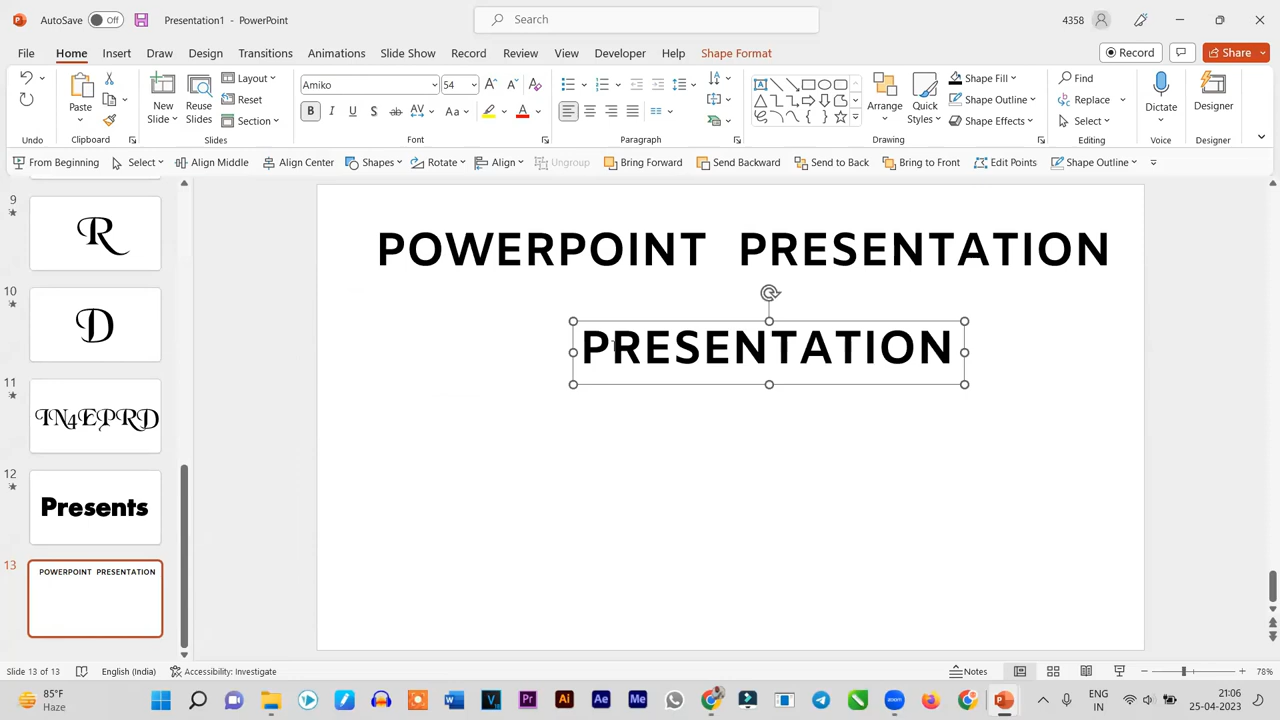 AutoSave Off Presentation1 - PowerPoint Search 4358
File Home Insert Draw Design Transitions Animations Slide Show Record Review View Developer Help Shape Format Record Share
Paste New Slide Reuse Slides Layout Reset Section Amiko 54 Arrange Quick Styles Shape Fill Shape Outline Shape Effects Find Replace Select Dictate Designer
Undo Clipboard Slides Font Paragraph Drawing Editing Voice Designer
From Beginning Select Align Middle Align Center Shapes Rotate Align Ungroup Bring Forward Send Backward Send to Back Bring to Front Edit Points Shape Outline
9
R
10
D
11
IN4EPRD
12
Presents
13
POWERPOINT PRESENTATION
POWERPOINT PRESENTATION
PRESENTATION
Slide 13 of 13 English (India) Accessibility: Investigate Notes 78%
85°F
Haze
ENG
IN
21:06
25-04-2023